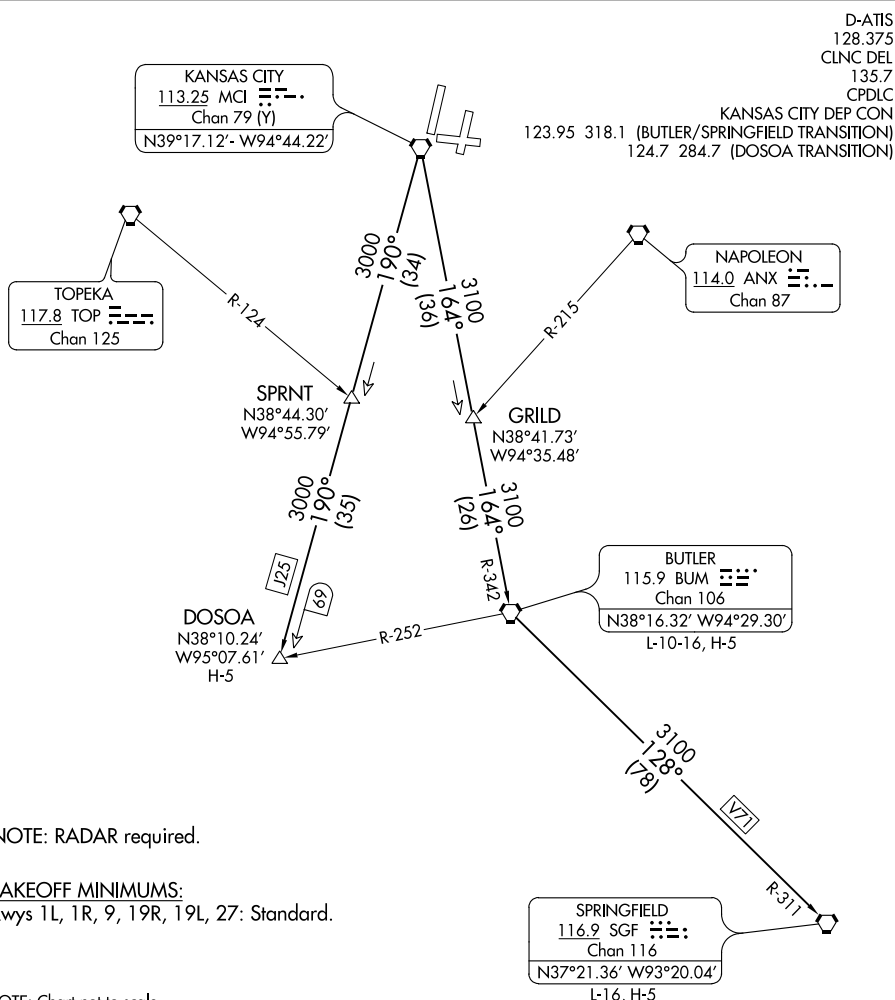 D-ATIS
128.375
CLNC DEL
135.7
CPDLC
KANSAS CITY DEP CON
123.95 318.1 (BUTLER/SPRINGFIELD TRANSITION)
124.7 284.7 (DOSOA TRANSITION)
KANSAS CITY
113.25 MCI
Chan 79 (Y)
N39°17.12'- W94°44.22'
TOPEKA
117.8 TOP
Chan 125
NAPOLEON
114.0 ANX
Chan 87
3000
190°
(34)
3100
164°
(36)
R-124
R-215
SPRNT
N38°44.30'
W94°55.79'
GRILD
N38°41.73'
W94°35.48'
3000
190°
(35)
3100
164°
(26)
R-342
J25
69
BUTLER
115.9 BUM
Chan 106
N38°16.32' W94°29.30'
L-10-16, H-5
DOSOA
N38°10.24'
W95°07.61'
H-5
R-252
3100
128°
(78)
V71
R-311
NOTE: RADAR required.
AKEOFF MINIMUMS:
wys 1L, 1R, 9, 19R, 19L, 27: Standard.
SPRINGFIELD
116.9 SGF
Chan 116
N37°21.36' W93°20.04'
L-16, H-5